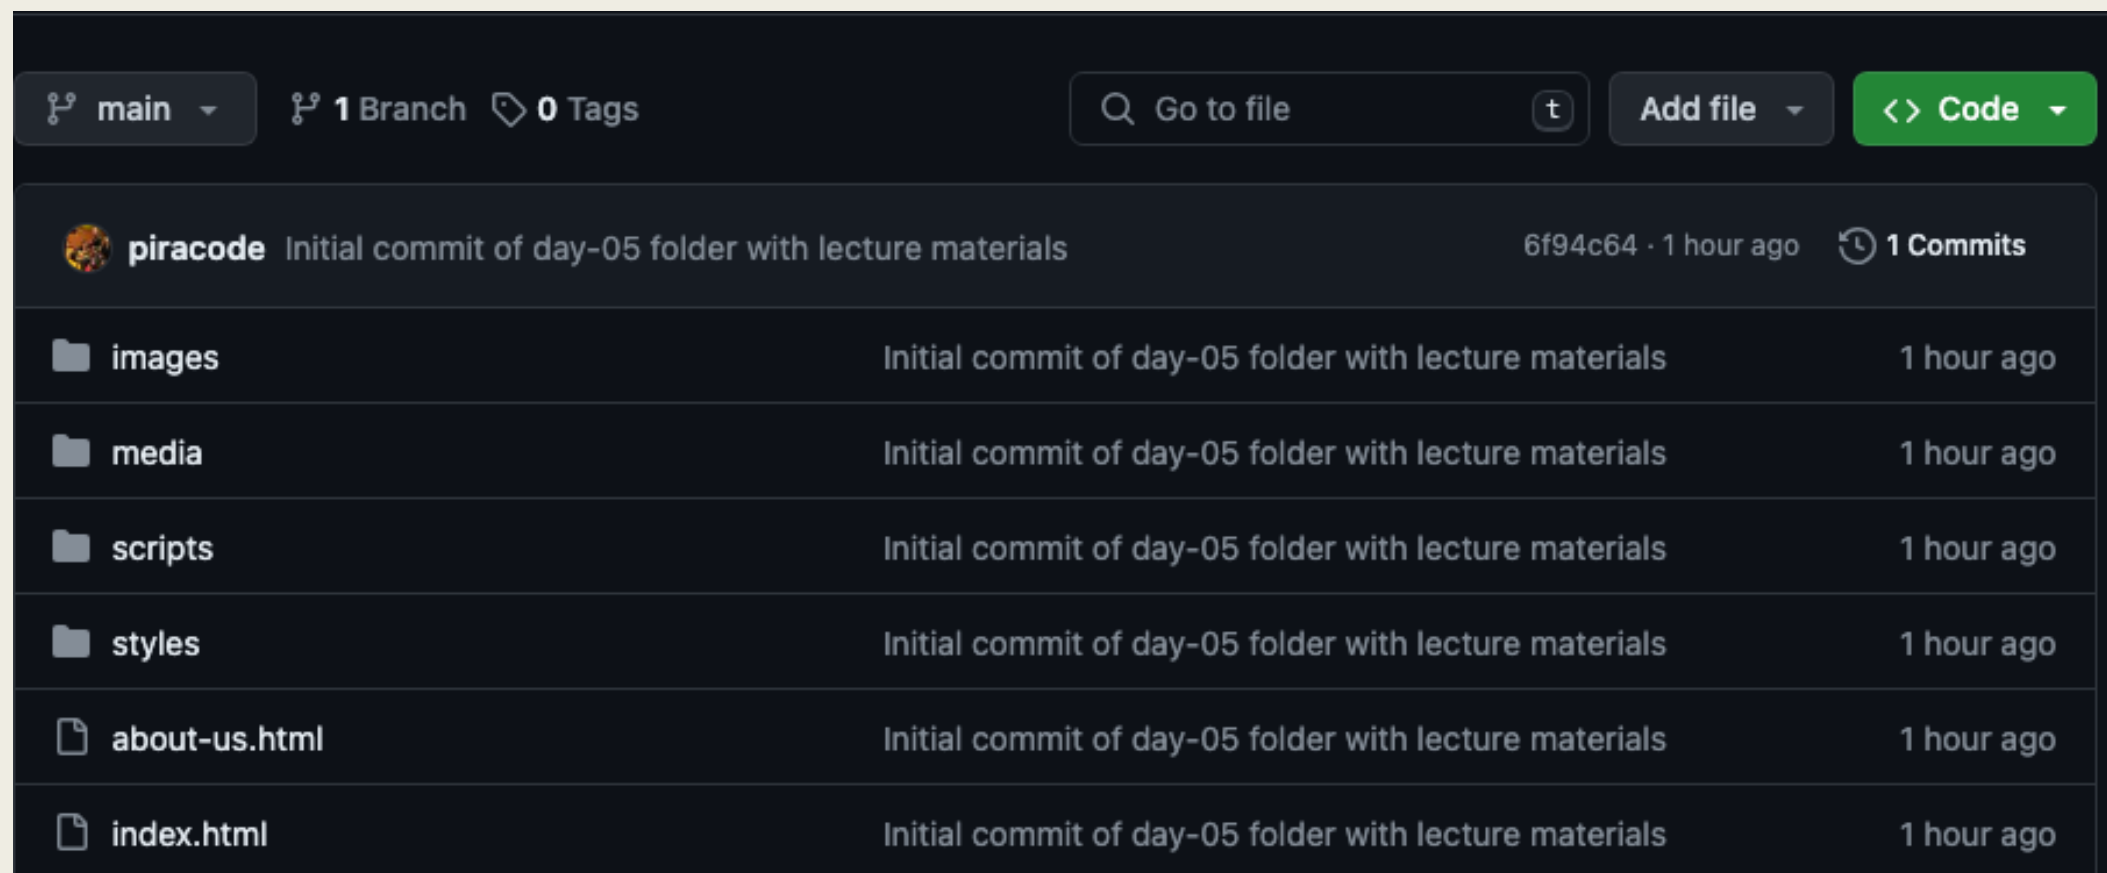 main 1 Branch 0 Tags Go to file t Add file <> Code
piracode Initial commit of day-05 folder with lecture materials 6f94c64 · 1 hour ago 1 Commits
images Initial commit of day-05 folder with lecture materials 1 hour ago
media Initial commit of day-05 folder with lecture materials 1 hour ago
scripts Initial commit of day-05 folder with lecture materials 1 hour ago
styles Initial commit of day-05 folder with lecture materials 1 hour ago
about-us.html Initial commit of day-05 folder with lecture materials 1 hour ago
index.html Initial commit of day-05 folder with lecture materials 1 hour ago